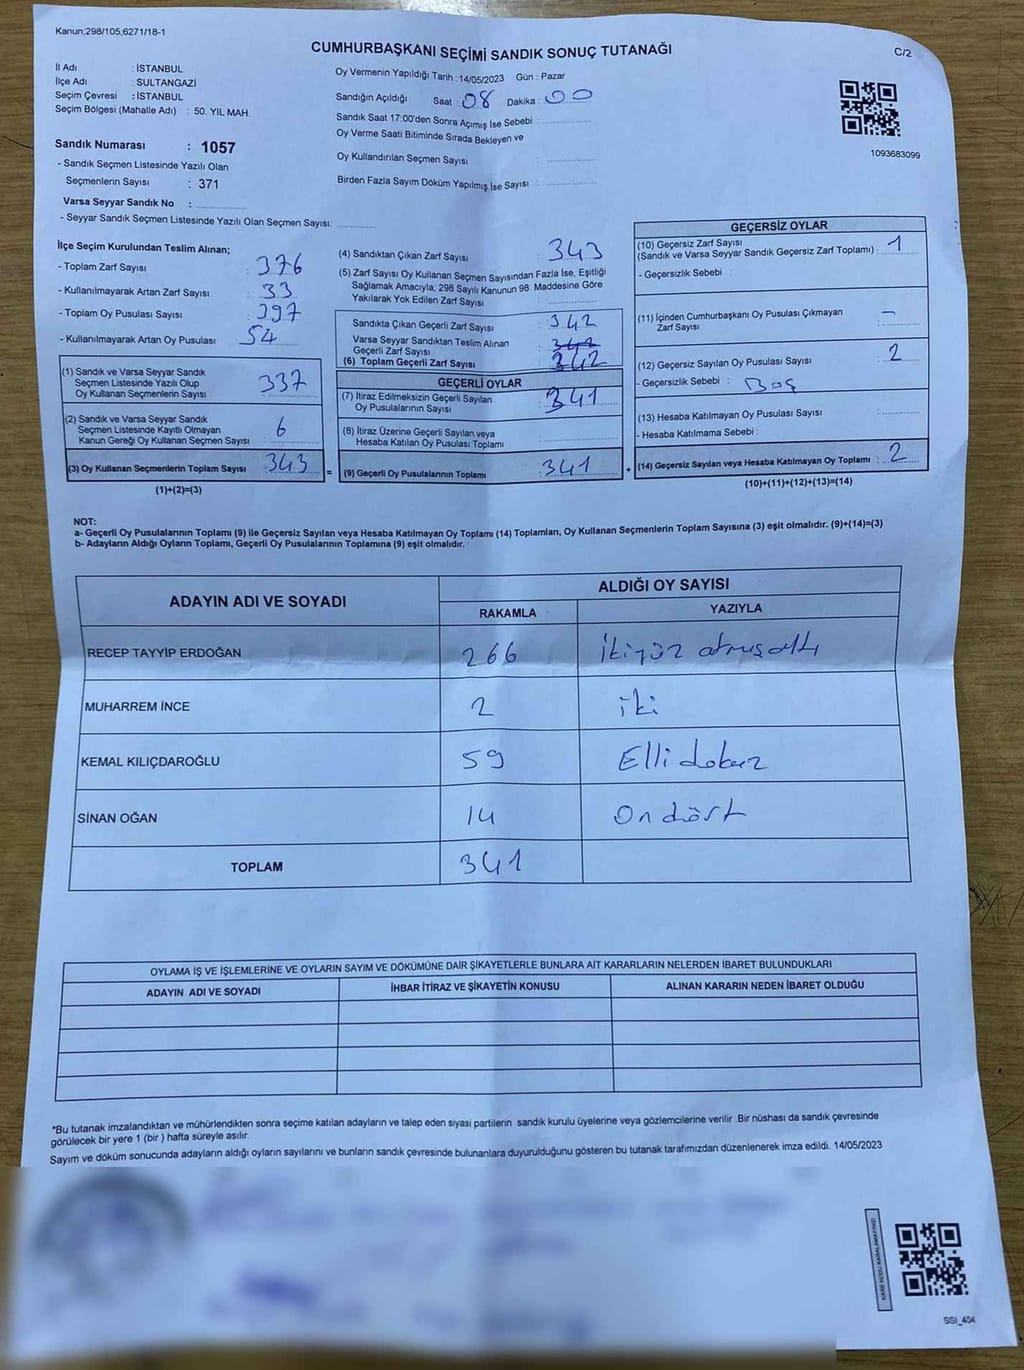 Kanun;298/105,6271/18-1
CUMHURBAŞKANI SEÇİMİ SANDIK SONUÇ TUTANAĞI
C/2
İl Adı : İSTANBUL
İlçe Adı : SULTANGAZİ
Seçim Çevresi : İSTANBUL
Seçim Bölgesi (Mahalle Adı) : 50. YIL MAH.
Sandık Numarası : 1057
- Sandık Seçmen Listesinde Yazılı Olan
Seçmenlerin Sayısı : 371
Varsa Seyyar Sandık No :
- Seyyar Sandık Seçmen Listesinde Yazılı Olan Seçmen Sayısı:
Oy Vermenin Yapıldığı Tarih : 14/05/2023 Gün : Pazar
Sandığın Açıldığı Saat : 08 Dakika : 00
Sandık Saat 17:00'den Sonra Açımış İse Sebebi :
Oy Verme Saati Bitiminde Sırada Bekleyen ve
Oy Kullandırılan Seçmen Sayısı :
Birden Fazla Sayım Döküm Yapılmış İse Sayısı :
1093683099
İlçe Seçim Kurulundan Teslim Alınan;
- Toplam Zarf Sayısı : 376
- Kullanılmayarak Artan Zarf Sayısı : 33
- Toplam Oy Pusulası Sayısı : 397
- Kullanılmayarak Artan Oy Pusulası : 54
(1) Sandık ve Varsa Seyyar Sandık
Seçmen Listesinde Yazılı Olup
Oy Kullanan Seçmenlerin Sayısı : 337
(2) Sandık ve Varsa Seyyar Sandık
Seçmen Listesinde Kayıtlı Olmayan
Kanun Gereği Oy Kullanan Seçmen Sayısı : 6
(3) Oy Kullanan Seçmenlerin Toplam Sayısı : 343
(1)+(2)=(3)
(4) Sandıktan Çıkan Zarf Sayısı : 343
(5) Zarf Sayısı Oy Kullanan Seçmen Sayısından Fazla İse, Eşitliği
Sağlamak Amacıyla; 298 Sayılı Kanunun 98. Maddesine Göre
Yakılarak Yok Edilen Zarf Sayısı :
Sandıkta Çıkan Geçerli Zarf Sayısı : 342
Varsa Seyyar Sandıktan Teslim Alınan
Geçerli Zarf Sayısı : 342
(6) Toplam Geçerli Zarf Sayısı : 342
GEÇERLİ OYLAR
(7) İtiraz Edilmeksizin Geçerli Sayılan
Oy Pusulalarının Sayısı : 341
(8) İtiraz Üzerine Geçerli Sayılan veya
Hesaba Katılan Oy Pusulası Toplamı :
= (9) Geçerli Oy Pusulalarının Toplamı : 341 +
GEÇERSİZ OYLAR
(10) Geçersiz Zarf Sayısı
(Sandık ve Varsa Seyyar Sandık Geçersiz Zarf Toplamı) : 1
- Geçersizlik Sebebi :
(11) İçinden Cumhurbaşkanı Oy Pusulası Çıkmayan
Zarf Sayısı : -
(12) Geçersiz Sayılan Oy Pusulası Sayısı : 2
- Geçersizlik Sebebi : Boş
(13) Hesaba Katılmayan Oy Pusulası Sayısı :
- Hesaba Katılmama Sebebi :
(14) Geçersiz Sayılan veya Hesaba Katılmayan Oy Toplamı : 2
(10)+(11)+(12)+(13)=(14)
NOT:
a- Geçerli Oy Pusulalarının Toplamı (9) ile Geçersiz Sayılan veya Hesaba Katılmayan Oy Toplamı (14) Toplamları, Oy Kullanan Seçmenlerin Toplam Sayısına (3) eşit olmalıdır. (9)+(14)=(3)
b- Adayların Aldığı Oyların Toplamı, Geçerli Oy Pusulalarının Toplamına (9) eşit olmalıdır.
ADAYIN ADI VE SOYADI
ALDIĞI OY SAYISI
RAKAMLA YAZIYLA
RECEP TAYYİP ERDOĞAN 266 İkiyüz atmışaltı
MUHARREM İNCE 2 iki
KEMAL KILIÇDAROĞLU 59 Elli dokuz
SİNAN OĞAN 14 On dört
TOPLAM 341
OYLAMA İŞ VE İŞLEMLERİNE VE OYLARIN SAYIM VE DÖKÜMÜNE DAİR ŞİKAYETLERLE BUNLARA AİT KARARLARIN NELERDEN İBARET BULUNDUKLARI
ADAYIN ADI VE SOYADI İHBAR İTİRAZ VE ŞİKAYETİN KONUSU ALINAN KARARIN NEDEN İBARET OLDUĞU
*Bu tutanak imzalandıktan ve mühürlendikten sonra seçime katılan adayların ve talep eden siyasi partilerin sandık kurulu üyelerine veya gözlemcilerine verilir. Bir nüshası da sandık çevresinde
görülecek bir yere 1 (bir ) hafta süreyle asılır.
Sayım ve döküm sonucunda adayların aldığı oyların sayılarını ve bunların sandık çevresinde bulunanlara duyurulduğunu gösteren bu tutanak tarafımızdan düzenlenerek imza edildi. 14/05/2023
SSI_404